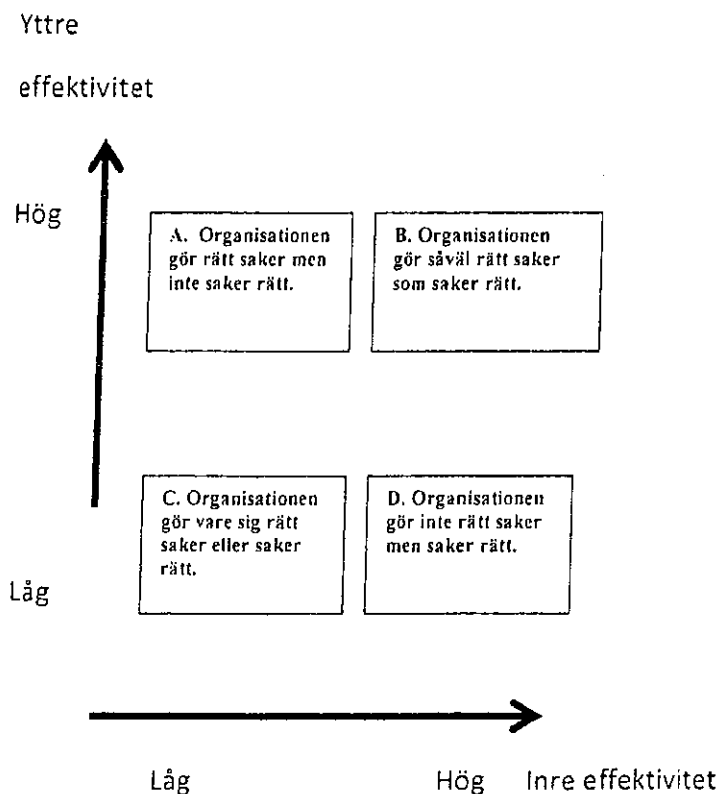 Yttre
effektivitet
Hög
A. Organisationen
gör rätt saker men
inte saker rätt.
B. Organisationen
gör såväl rätt saker
som saker rätt.
C. Organisationen
gör vare sig rätt
saker eller saker
rätt.
D. Organisationen
gör inte rätt saker
men saker rätt.
Låg
Låg
Hög
Inre effektivitet